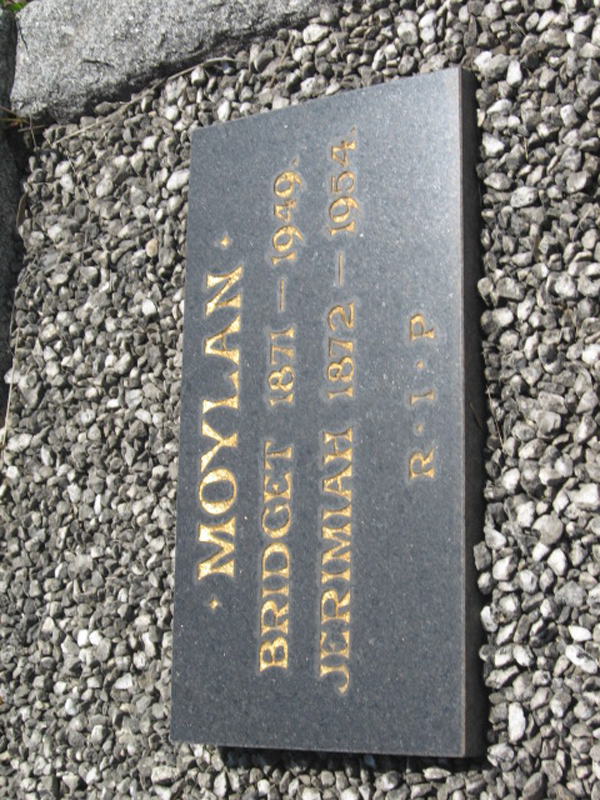 · MOYLAN ·
BRIDGET 1871 — 1949.
JERIMIAH 1872 — 1954.
R · I · P